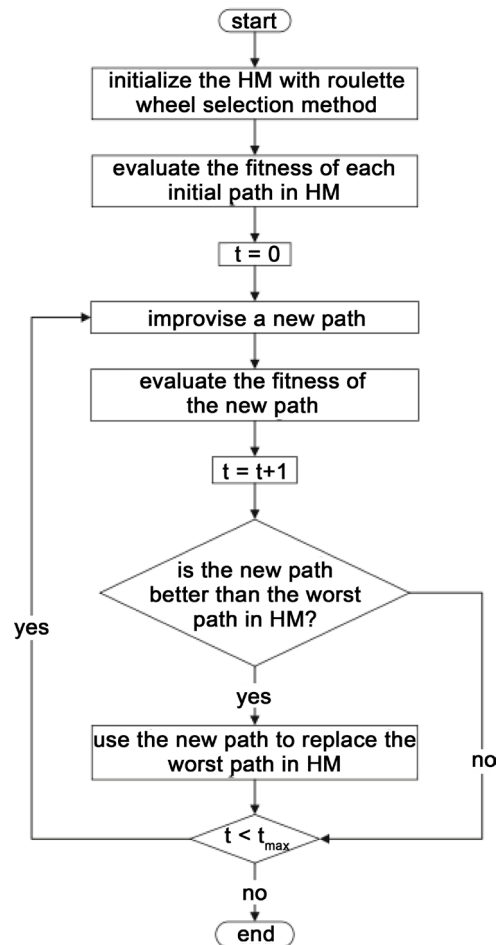 start
initialize the HM with roulette
wheel selection method
evaluate the fitness of each
initial path in HM
t = 0
improvise a new path
evaluate the fitness of
the new path
t = t+1
is the new path
better than the worst
path in HM?
yes
yes
use the new path to replace the
worst path in HM
no
t < tmax
no
end